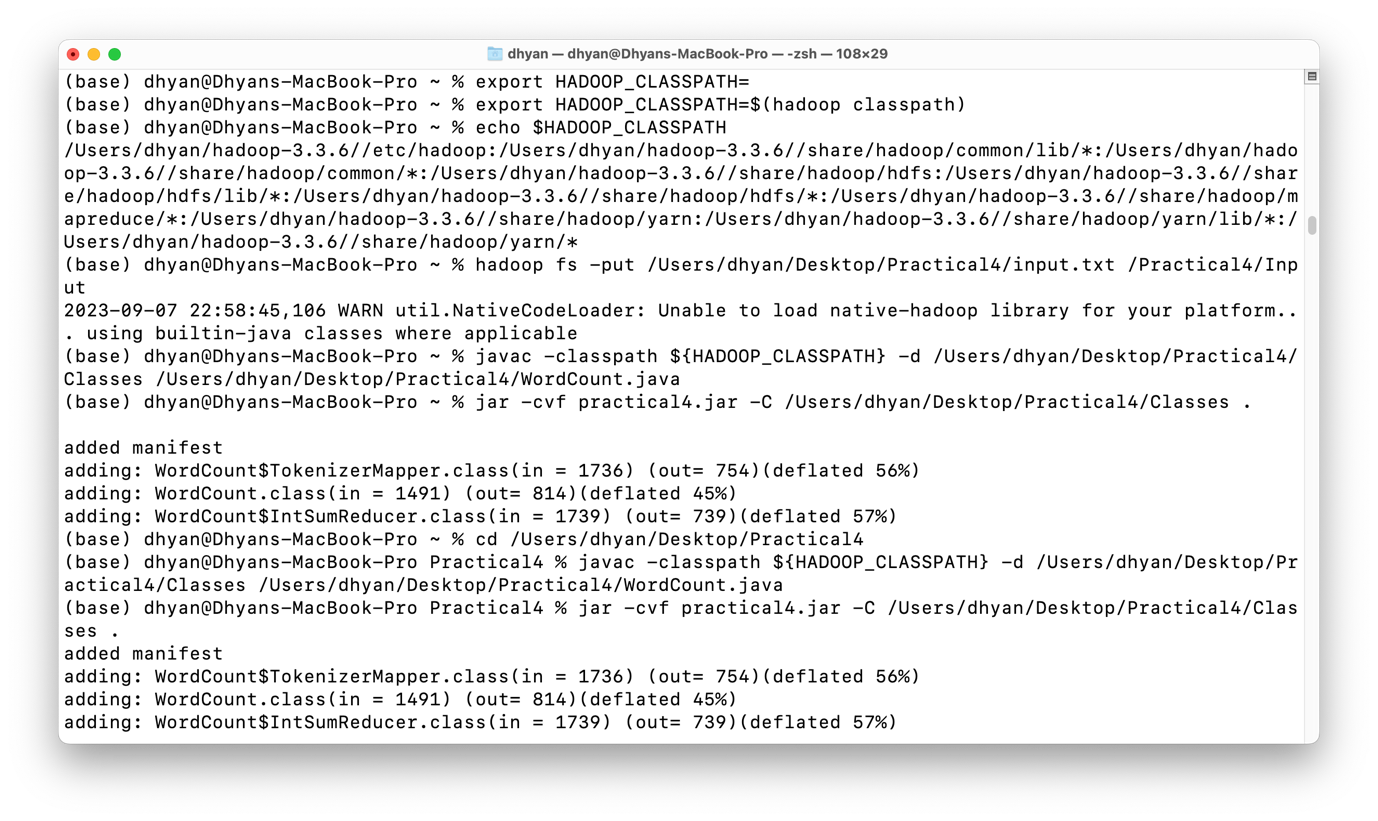 dhyan — dhyan@Dhyans-MacBook-Pro — -zsh — 108×29
(base) dhyan@Dhyans-MacBook-Pro ~ % export HADOOP_CLASSPATH=
(base) dhyan@Dhyans-MacBook-Pro ~ % export HADOOP_CLASSPATH=$(hadoop classpath)
(base) dhyan@Dhyans-MacBook-Pro ~ % echo $HADOOP_CLASSPATH
/Users/dhyan/hadoop-3.3.6//etc/hadoop:/Users/dhyan/hadoop-3.3.6//share/hadoop/common/lib/*:/Users/dhyan/hado
op-3.3.6//share/hadoop/common/*:/Users/dhyan/hadoop-3.3.6//share/hadoop/hdfs:/Users/dhyan/hadoop-3.3.6//shar
e/hadoop/hdfs/lib/*:/Users/dhyan/hadoop-3.3.6//share/hadoop/hdfs/*:/Users/dhyan/hadoop-3.3.6//share/hadoop/m
apreduce/*:/Users/dhyan/hadoop-3.3.6//share/hadoop/yarn:/Users/dhyan/hadoop-3.3.6//share/hadoop/yarn/lib/*:/
Users/dhyan/hadoop-3.3.6//share/hadoop/yarn/*
(base) dhyan@Dhyans-MacBook-Pro ~ % hadoop fs -put /Users/dhyan/Desktop/Practical4/input.txt /Practical4/Inp
ut
2023-09-07 22:58:45,106 WARN util.NativeCodeLoader: Unable to load native-hadoop library for your platform..
. using builtin-java classes where applicable
(base) dhyan@Dhyans-MacBook-Pro ~ % javac -classpath ${HADOOP_CLASSPATH} -d /Users/dhyan/Desktop/Practical4/
Classes /Users/dhyan/Desktop/Practical4/WordCount.java
(base) dhyan@Dhyans-MacBook-Pro ~ % jar -cvf practical4.jar -C /Users/dhyan/Desktop/Practical4/Classes .
added manifest
adding: WordCount$TokenizerMapper.class(in = 1736) (out= 754)(deflated 56%)
adding: WordCount.class(in = 1491) (out= 814)(deflated 45%)
adding: WordCount$IntSumReducer.class(in = 1739) (out= 739)(deflated 57%)
(base) dhyan@Dhyans-MacBook-Pro ~ % cd /Users/dhyan/Desktop/Practical4
(base) dhyan@Dhyans-MacBook-Pro Practical4 % javac -classpath ${HADOOP_CLASSPATH} -d /Users/dhyan/Desktop/Pr
actical4/Classes /Users/dhyan/Desktop/Practical4/WordCount.java
(base) dhyan@Dhyans-MacBook-Pro Practical4 % jar -cvf practical4.jar -C /Users/dhyan/Desktop/Practical4/Clas
ses .
added manifest
adding: WordCount$TokenizerMapper.class(in = 1736) (out= 754)(deflated 56%)
adding: WordCount.class(in = 1491) (out= 814)(deflated 45%)
adding: WordCount$IntSumReducer.class(in = 1739) (out= 739)(deflated 57%)